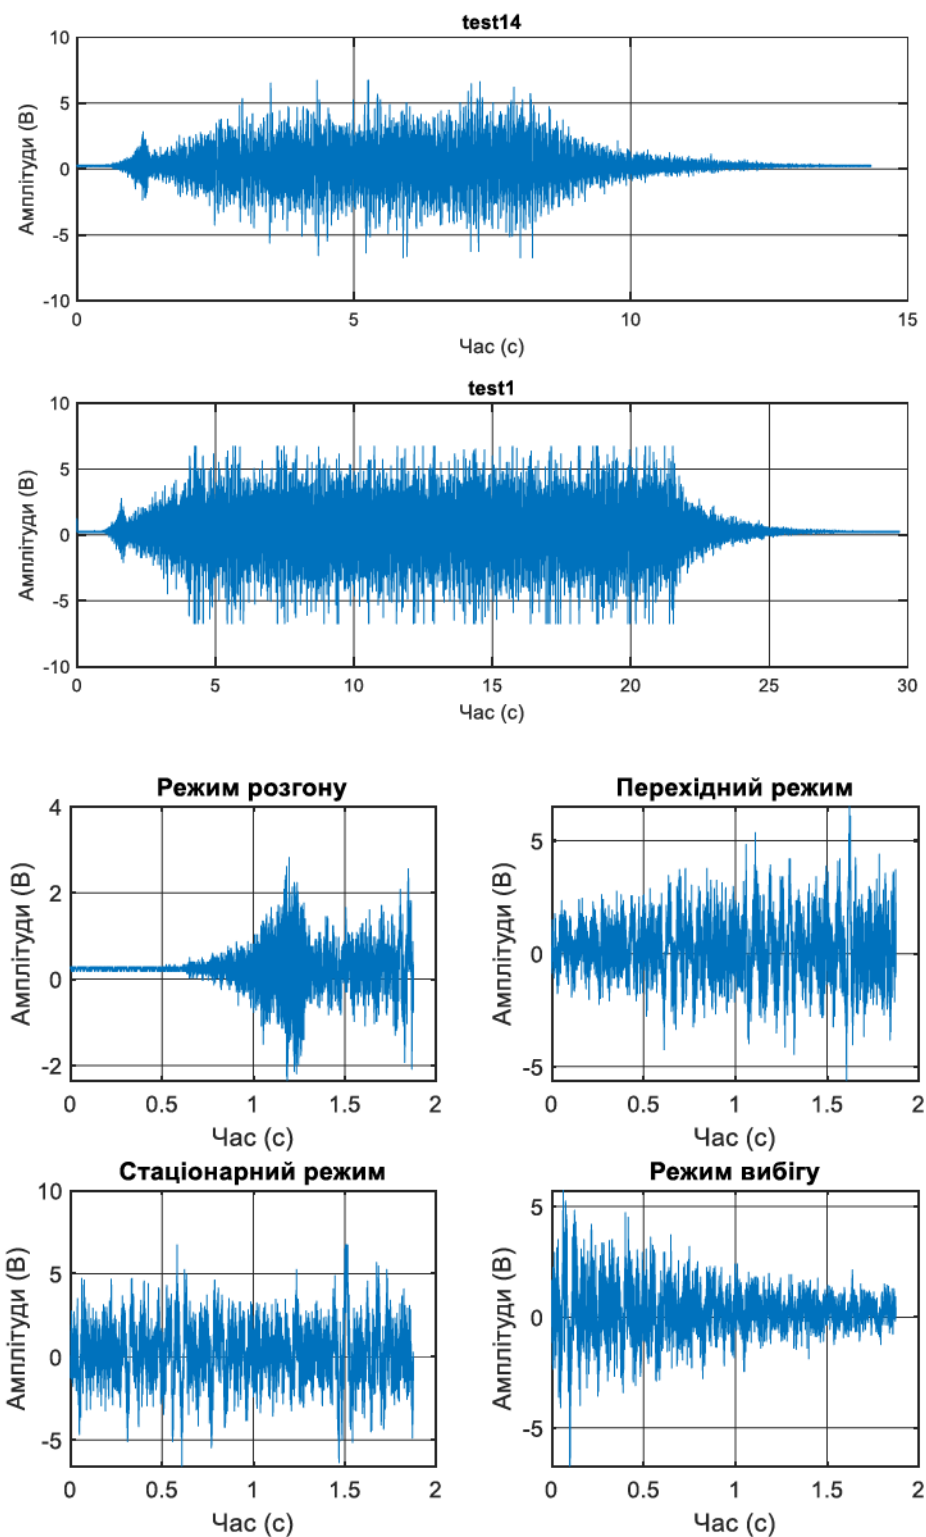 test14
10
5
0
-5
-10
Амплітуди (В)
0 5 10 15
Час (с)
test1
10
5
0
-5
-10
Амплітуди (В)
0 5 10 15 20 25 30
Час (с)
Режим розгону
4
2
0
-2
Амплітуди (В)
0 0.5 1 1.5 2
Час (с)
Перехідний режим
5
0
-5
Амплітуди (В)
0 0.5 1 1.5 2
Час (с)
Стаціонарний режим
10
5
0
-5
Амплітуди (В)
0 0.5 1 1.5 2
Час (с)
Режим вибігу
5
0
-5
Амплітуди (В)
0 0.5 1 1.5 2
Час (с)